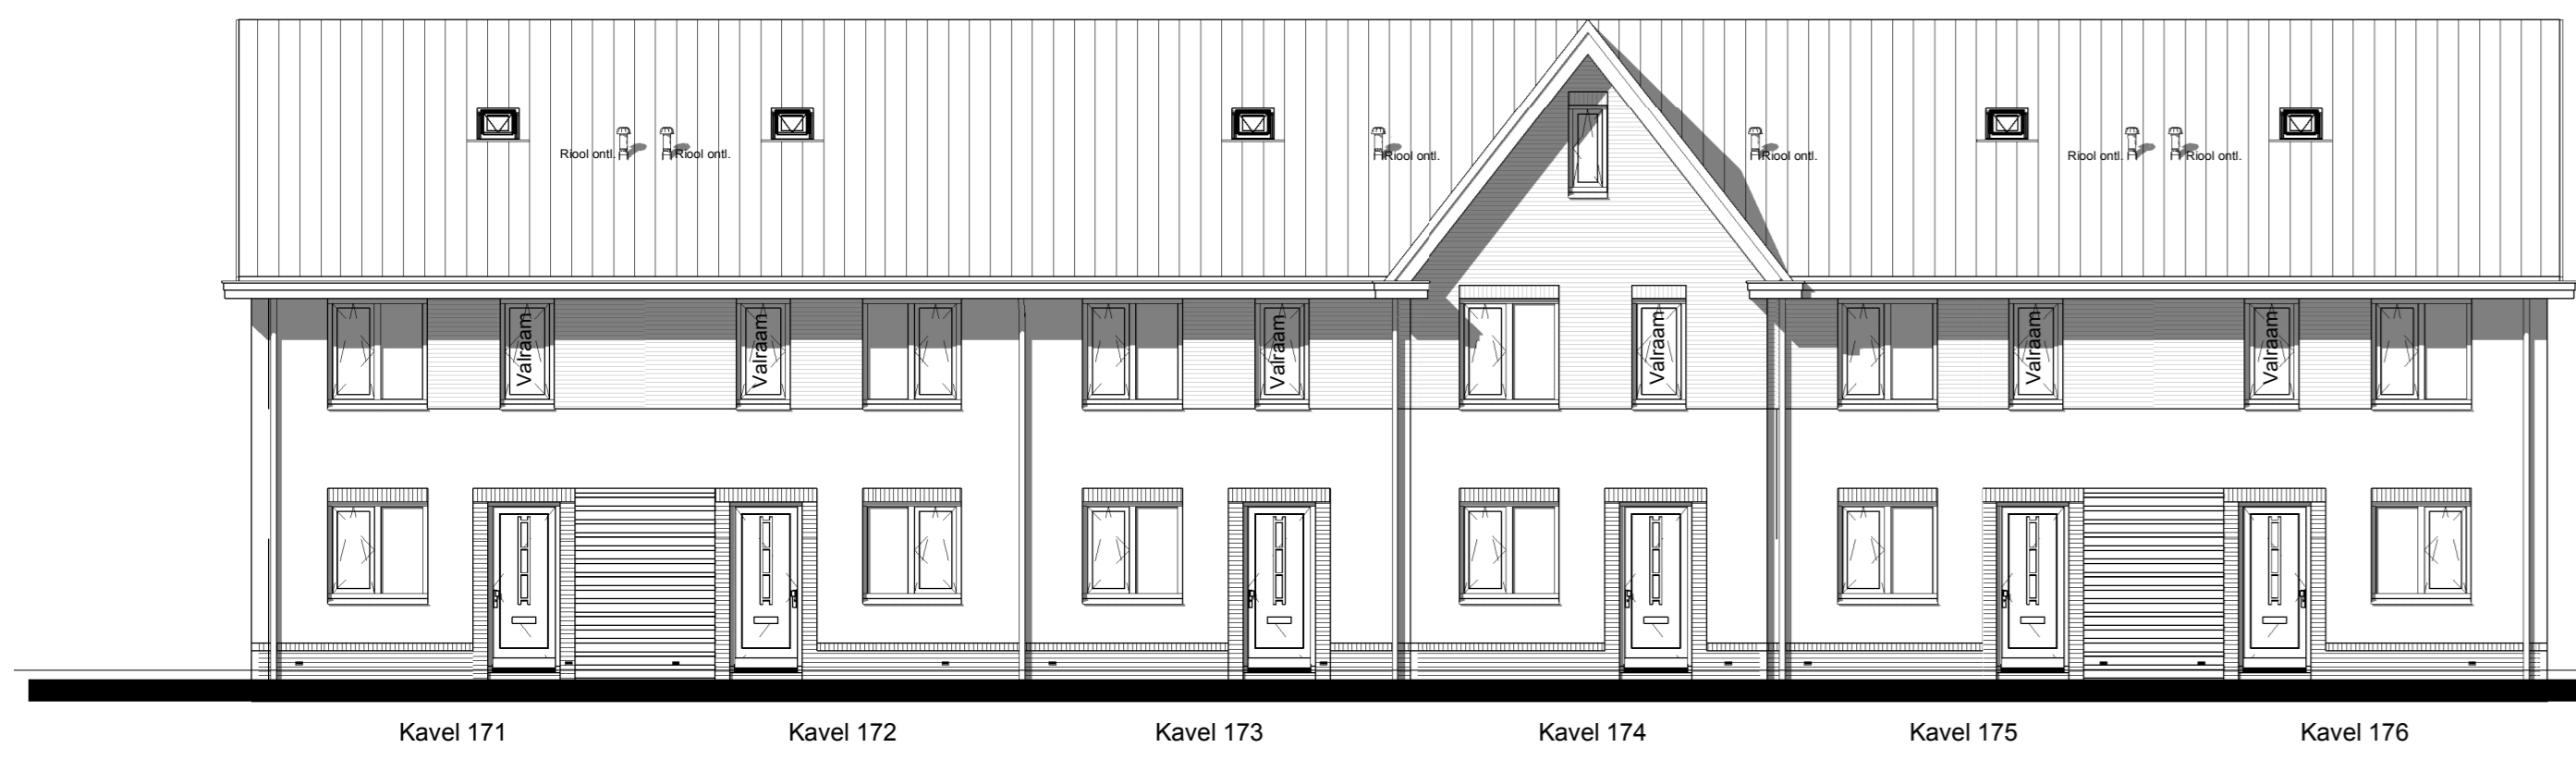 Riool ontl.
Riool ontl.
Riool ontl.
Riool ontl.
Riool ontl.
Riool ontl.
Valraam
Valraam
Valraam
Valraam
Valraam
Valraam
Kavel 171
Kavel 172
Kavel 173
Kavel 174
Kavel 175
Kavel 176